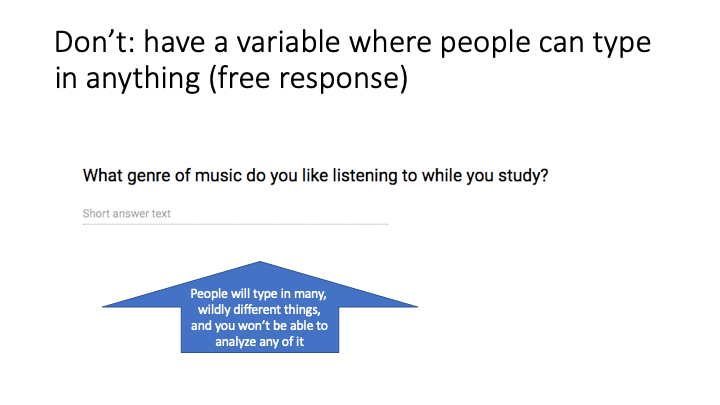 Don’t: have a variable where people can type
in anything (free response)
What genre of music do you like listening to while you study?
Short answer text
People will type in many,
wildly different things,
and you won’t be able to
analyze any of it